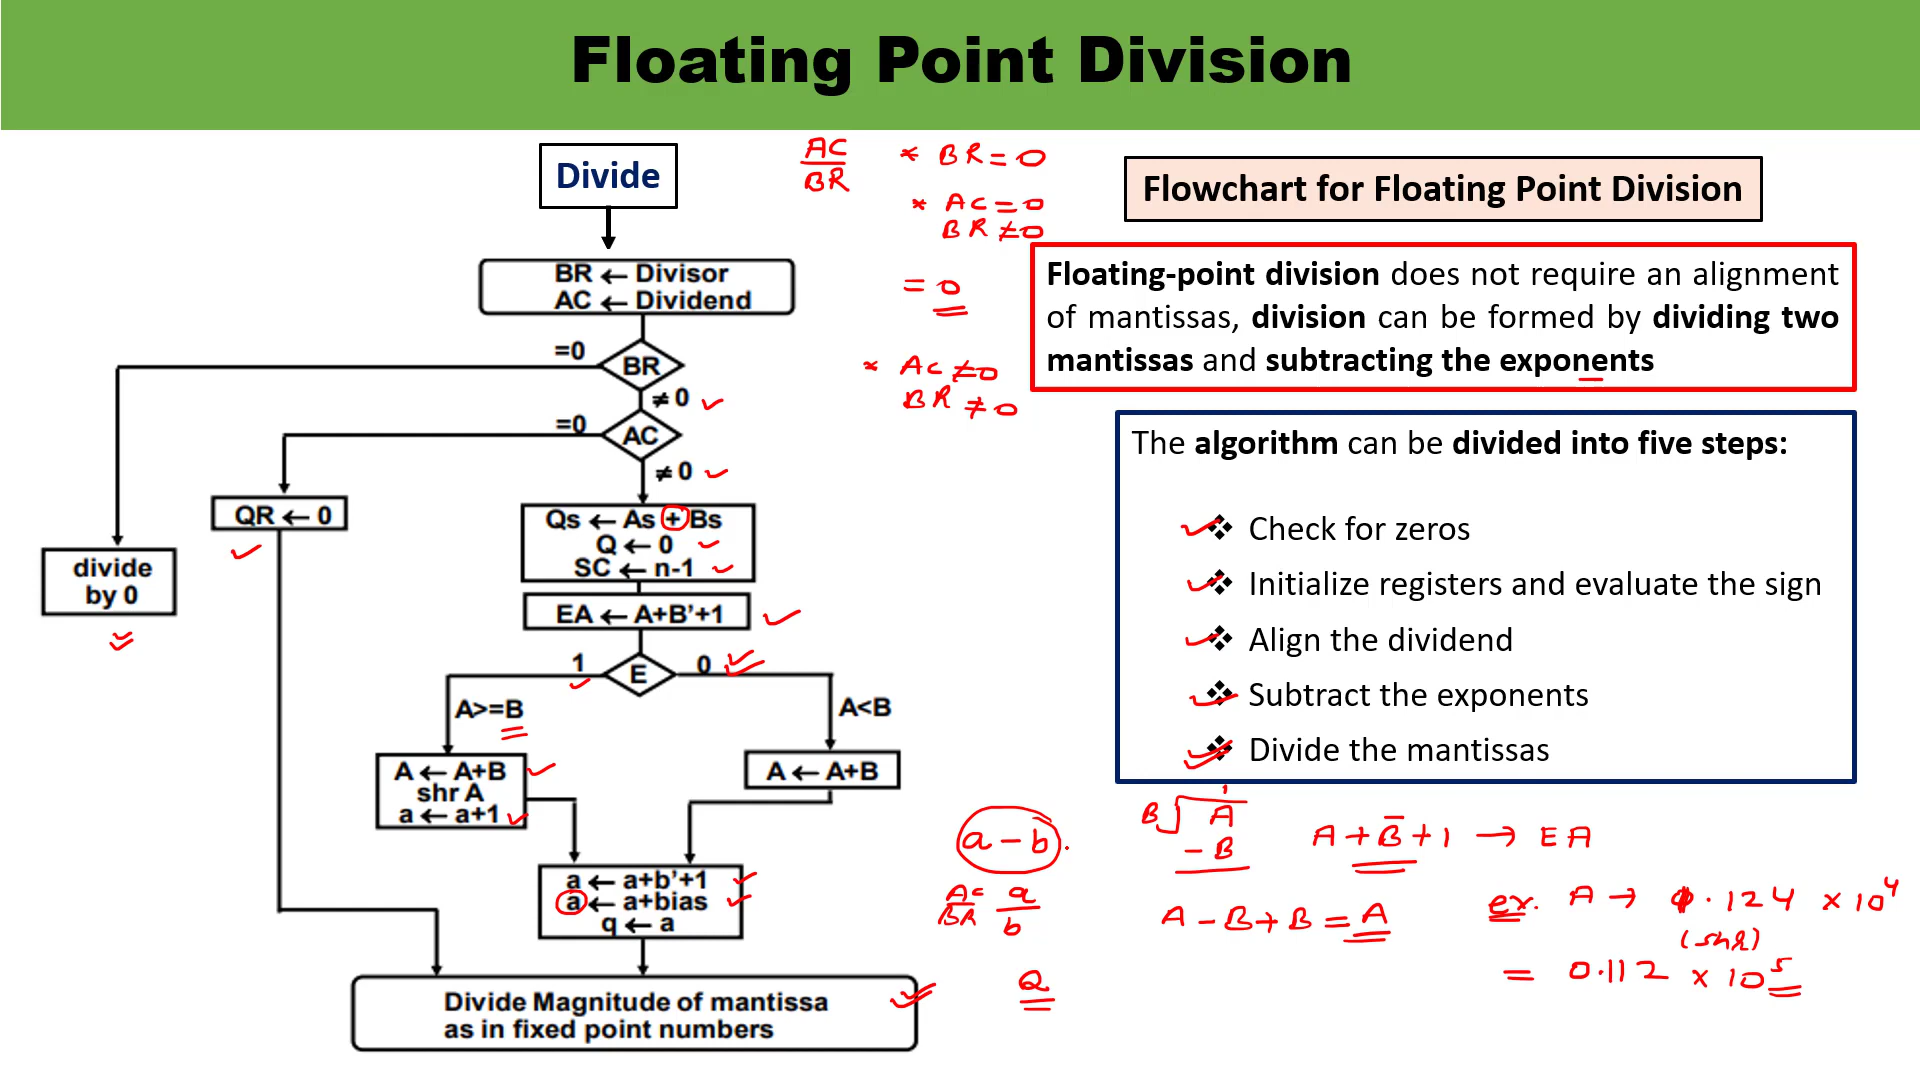 Floating Point Division
Divide
BR ← Divisor
AC ← Dividend
=0
BR
≠ 0
=0
AC
≠ 0
QR ← 0
divide
by 0
Qs ← As + Bs
Q ← 0
SC ← n-1
EA ← A+B’+1
1
E
0
A>=B
A<B
A ← A+B
shr A
a ← a+1
A ← A+B
a ← a+b’+1
a ← a+bias
q ← a
Divide Magnitude of mantissa
as in fixed point numbers
AC
BR
* BR = 0
* AC = 0
BR ≠ 0
= 0
* AC ≠ 0
BR ≠ 0
Flowchart for Floating Point Division
Floating-point division does not require an alignment
of mantissas, division can be formed by dividing two
mantissas and subtracting the exponents
The algorithm can be divided into five steps:
❖ Check for zeros
❖ Initialize registers and evaluate the sign
❖ Align the dividend
❖ Subtract the exponents
❖ Divide the mantissas
a - b
AC
BR
a
b
Q
1
B A
- B
A + B̅ + 1 → EA
A - B + B = A
ex. A → .124 × 10⁴
(shr)
= 0.112 × 10⁵